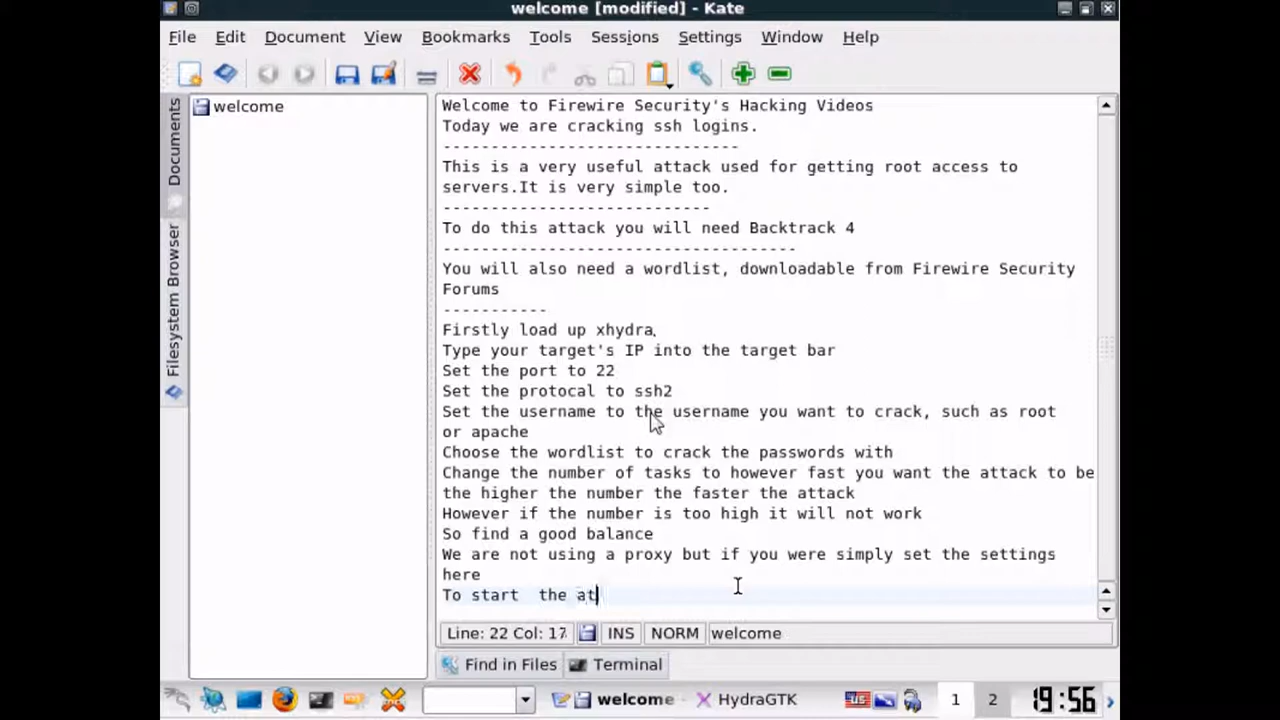 welcome [modified] - Kate
File Edit Document View Bookmarks Tools Sessions Settings Window Help
Documents
Filesystem Browser
welcome
Welcome to Firewire Security's Hacking Videos
Today we are cracking ssh logins.
-------------------------------
This is a very useful attack used for getting root access to
servers.It is very simple too.
----------------------------
To do this attack you will need Backtrack 4
-------------------------------------
You will also need a wordlist, downloadable from Firewire Security
Forums
-----------
Firstly load up xhydra.
Type your target's IP into the target bar
Set the port to 22
Set the protocal to ssh2
Set the username to the username you want to crack, such as root
or apache
Choose the wordlist to crack the passwords with
Change the number of tasks to however fast you want the attack to be
the higher the number the faster the attack
However if the number is too high it will not work
So find a good balance
We are not using a proxy but if you were simply set the settings
here
To start  the at
Line: 22 Col: 17 INS NORM welcome
Find in Files Terminal
welcome HydraGTK US 1 2 19:56